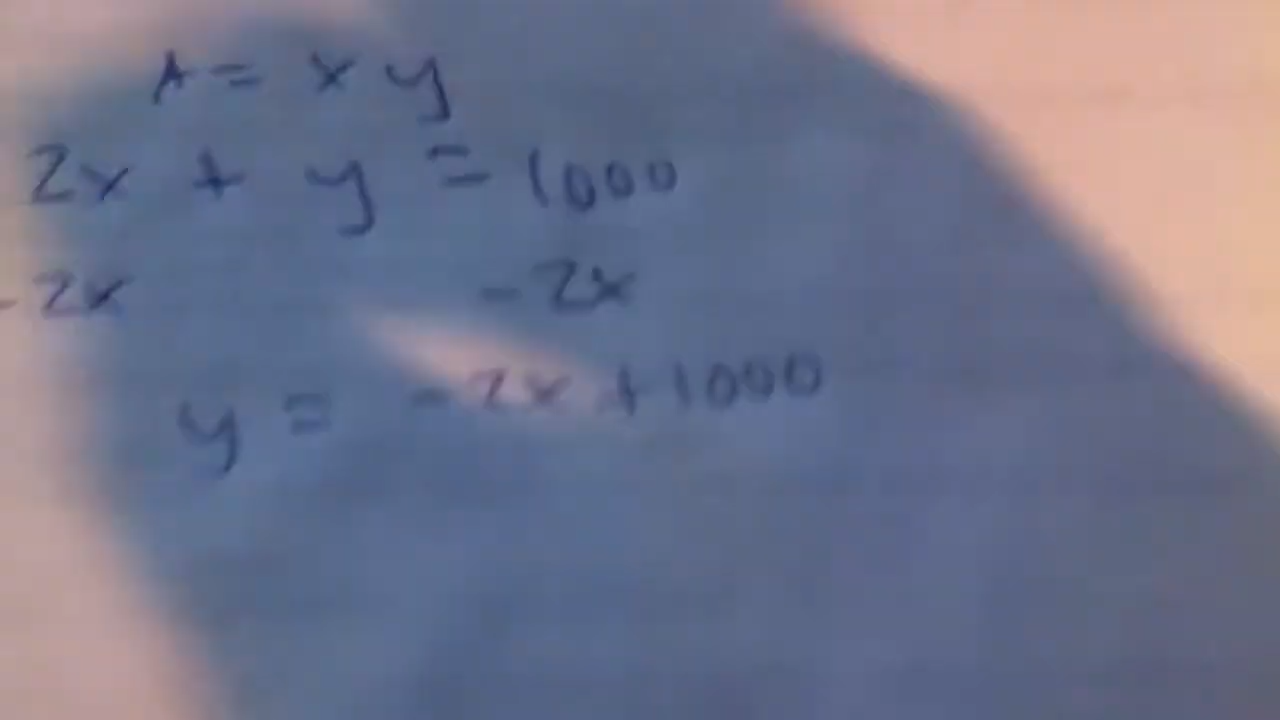 A = x y
2x + y = 1000
-2x -2x
y = -2x + 1000